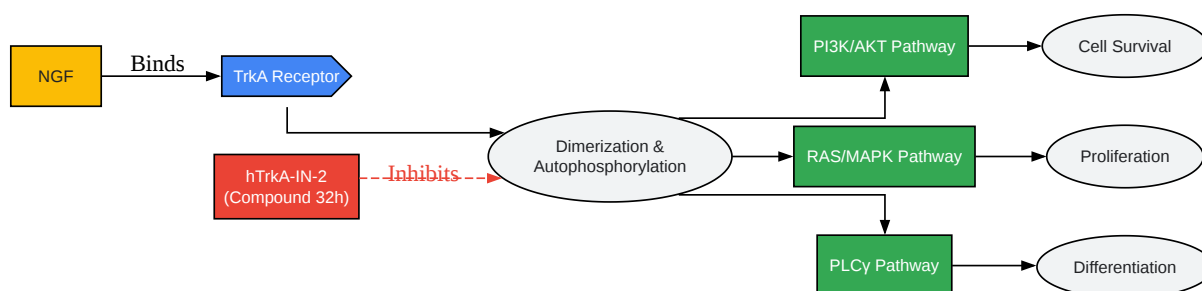 NGF
Binds
TrkA Receptor
hTrkA-IN-2
(Compound 32h)
Inhibits
Dimerization &
Autophosphorylation
PI3K/AKT Pathway
Cell Survival
RAS/MAPK Pathway
Proliferation
PLCγ Pathway
Differentiation